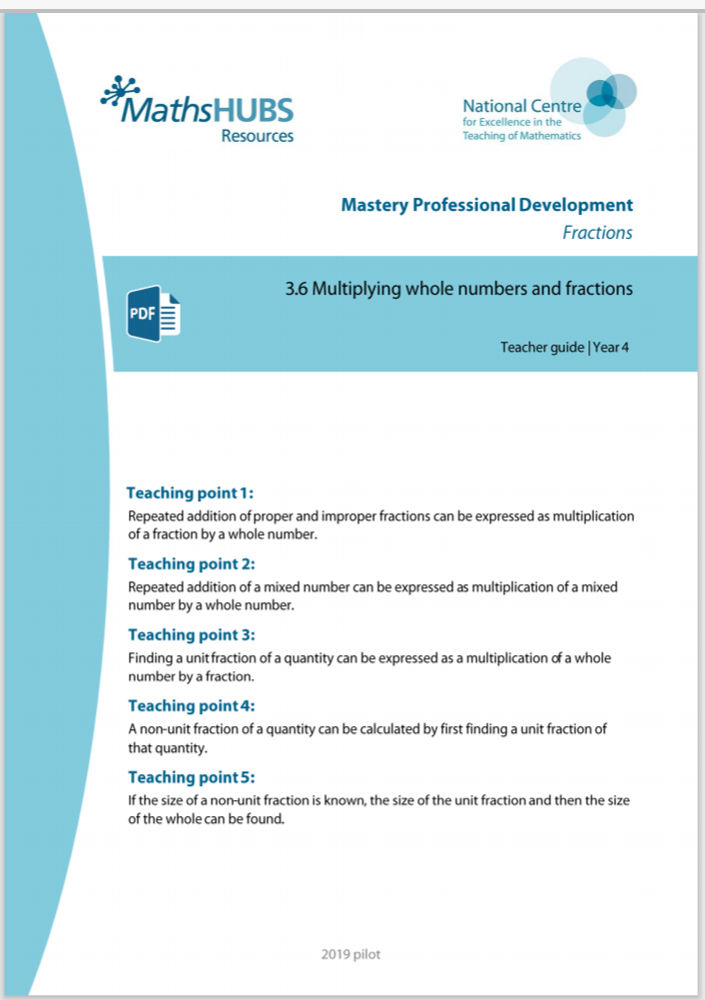 MathsHUBS
Resources
National Centre
for Excellence in the
Teaching of Mathematics
Mastery Professional Development
Fractions
PDF
3.6 Multiplying whole numbers and fractions
Teacher guide | Year 4
Teaching point 1:
Repeated addition of proper and improper fractions can be expressed as multiplication
of a fraction by a whole number.
Teaching point 2:
Repeated addition of a mixed number can be expressed as multiplication of a mixed
number by a whole number.
Teaching point 3:
Finding a unit fraction of a quantity can be expressed as a multiplication of a whole
number by a fraction.
Teaching point 4:
A non-unit fraction of a quantity can be calculated by first finding a unit fraction of
that quantity.
Teaching point 5:
If the size of a non-unit fraction is known, the size of the unit fraction and then the size
of the whole can be found.
2019 pilot